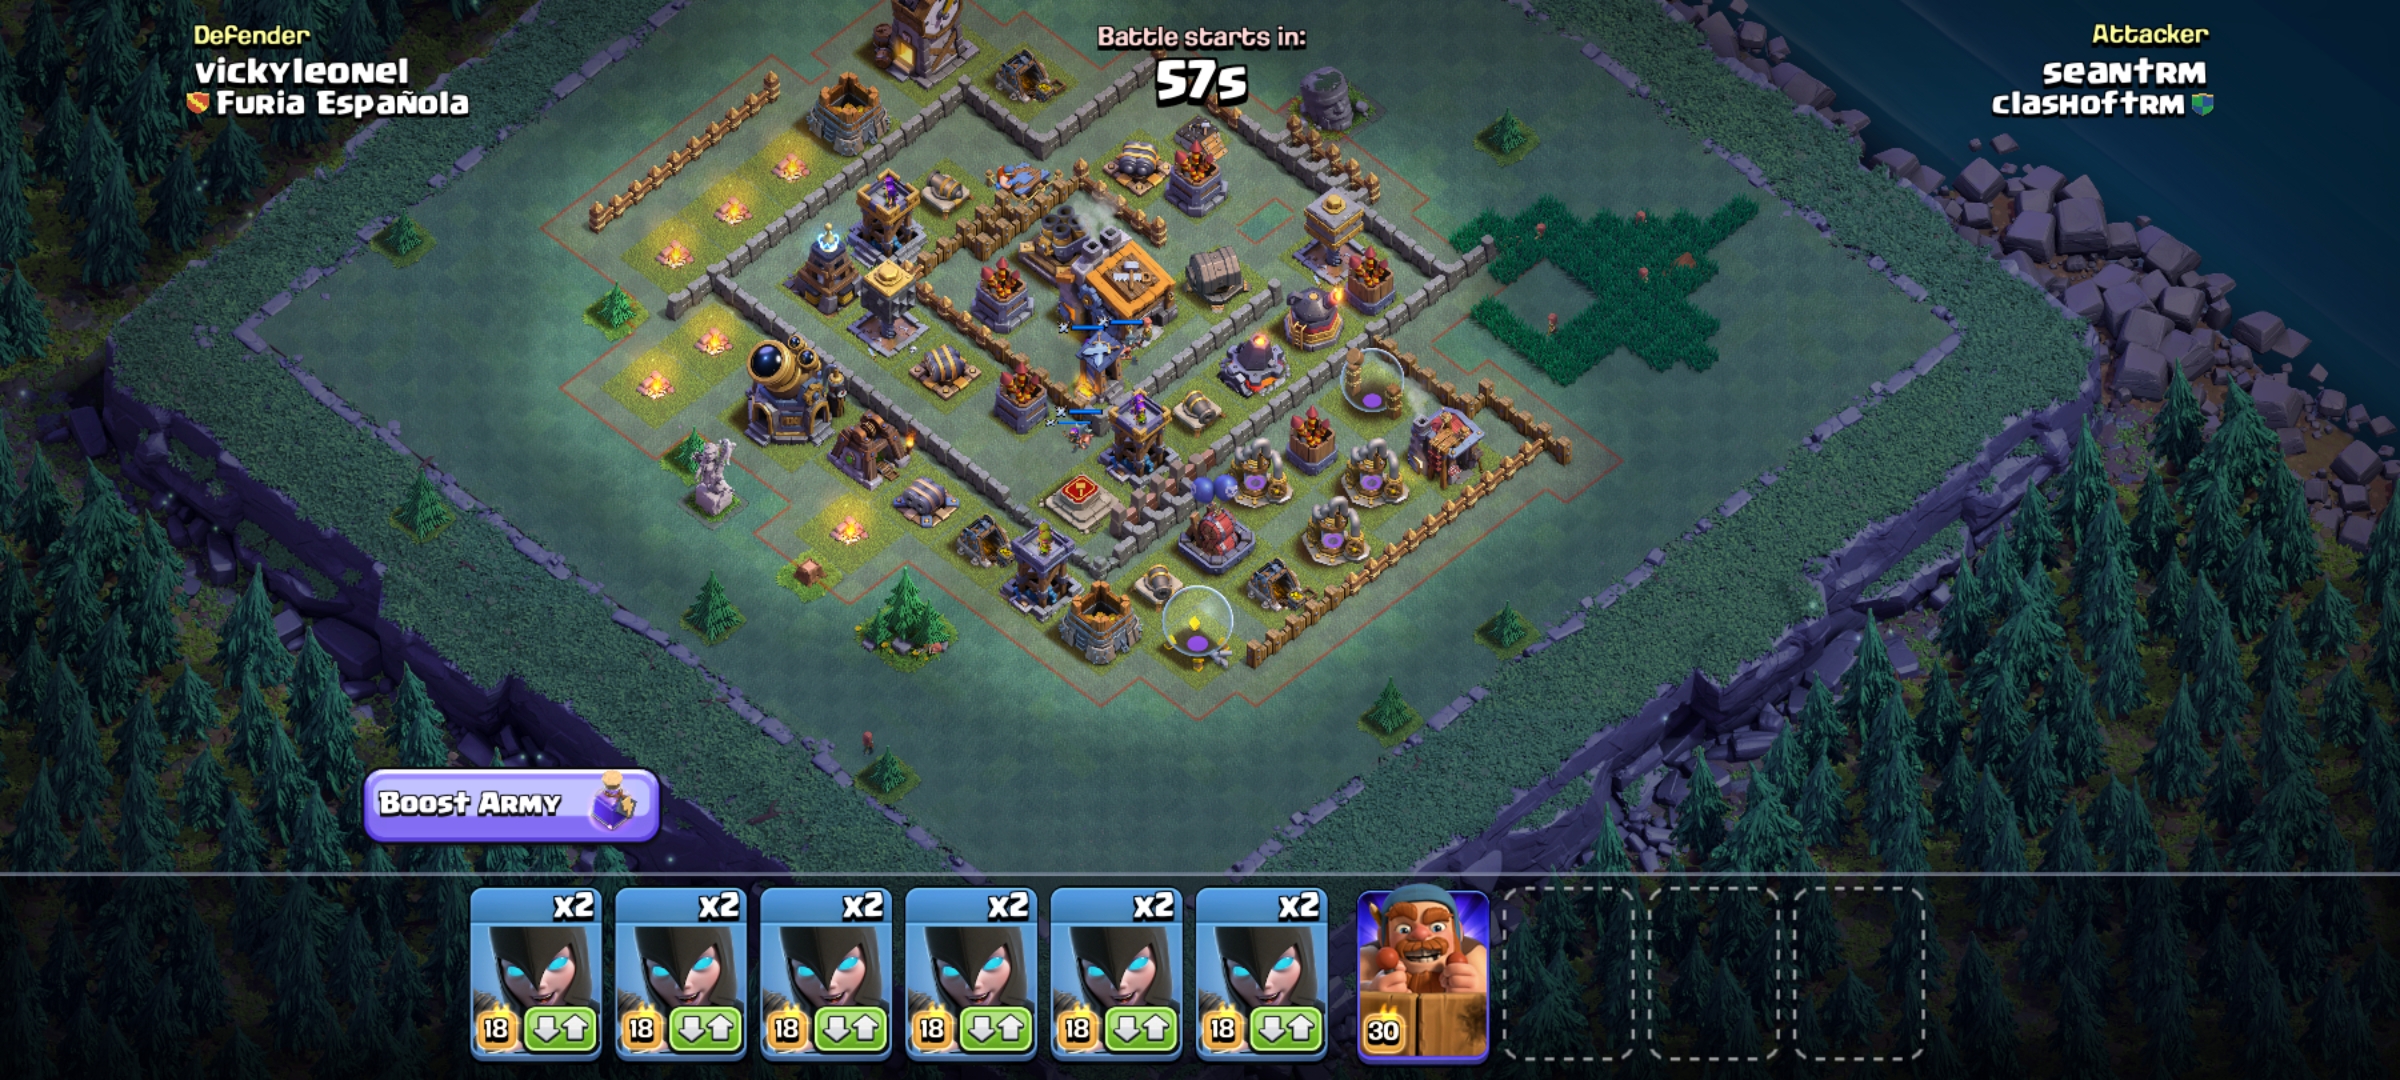 Defender
vickyleonel
Furia Española
Battle starts in:
57s
Attacker
seantRM
clashoftRM
Boost Army
x2
x2
x2
x2
x2
x2
18
18
18
18
18
18
30